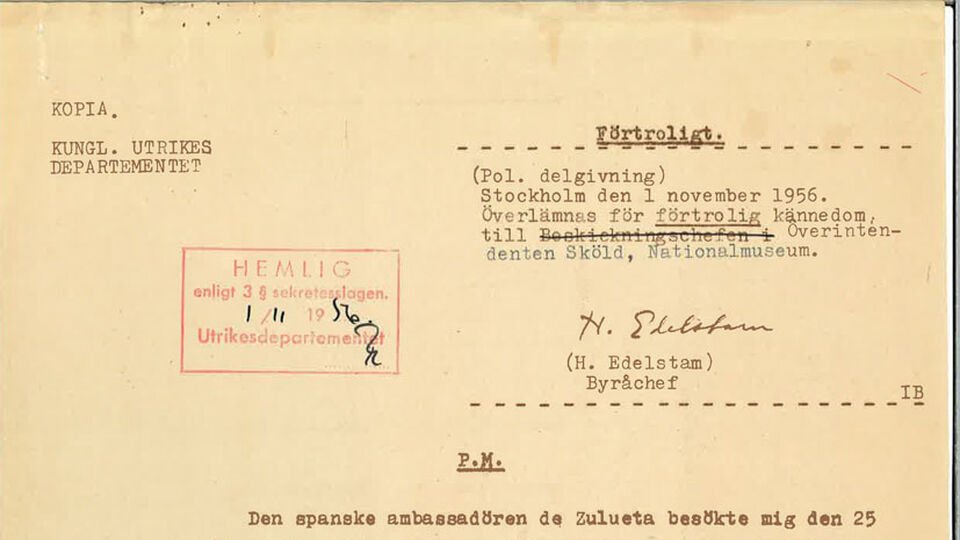 KOPIA.
KUNGL. UTRIKES
DEPARTEMENTET
Förtroligt.
(Pol. delgivning)
Stockholm den 1 november 1956.
Överlämnas för förtrolig kännedom,
till Beskickningschefen i Överinten-
denten Sköld, Nationalmuseum.
HEMLIG
enligt 3 § sekretesslagen.
1/11 1956
Utrikesdepartementet
H. Edelstam
(H. Edelstam)
Byråchef
IB
P.M.
Den spanske ambassadören de Zulueta besökte mig den 25